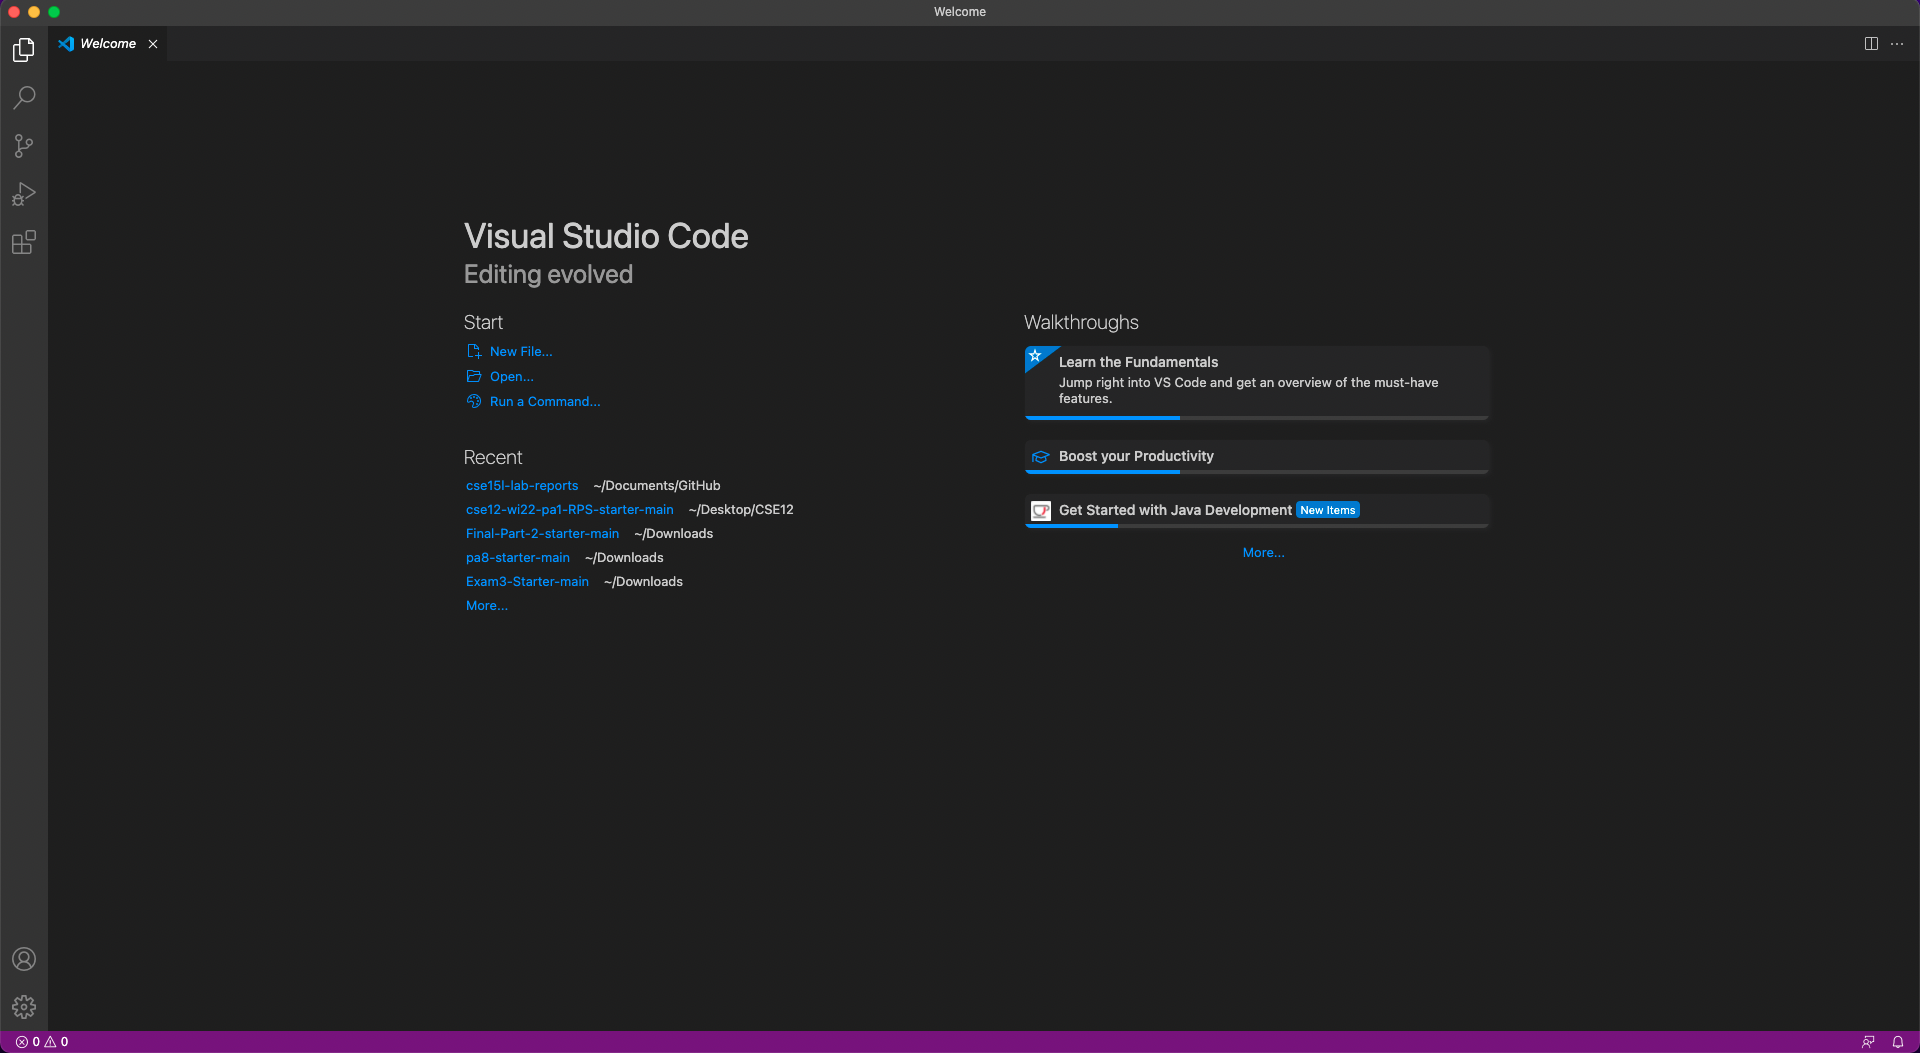 Welcome
Welcome
Visual Studio Code
Editing evolved
Start
New File...
Open...
Run a Command...
Recent
cse15l-lab-reports ~/Documents/GitHub
cse12-wi22-pa1-RPS-starter-main ~/Desktop/CSE12
Final-Part-2-starter-main ~/Downloads
pa8-starter-main ~/Downloads
Exam3-Starter-main ~/Downloads
More...
Walkthroughs
Learn the Fundamentals
Jump right into VS Code and get an overview of the must-have
features.
Boost your Productivity
Get Started with Java Development New Items
More...
0 0